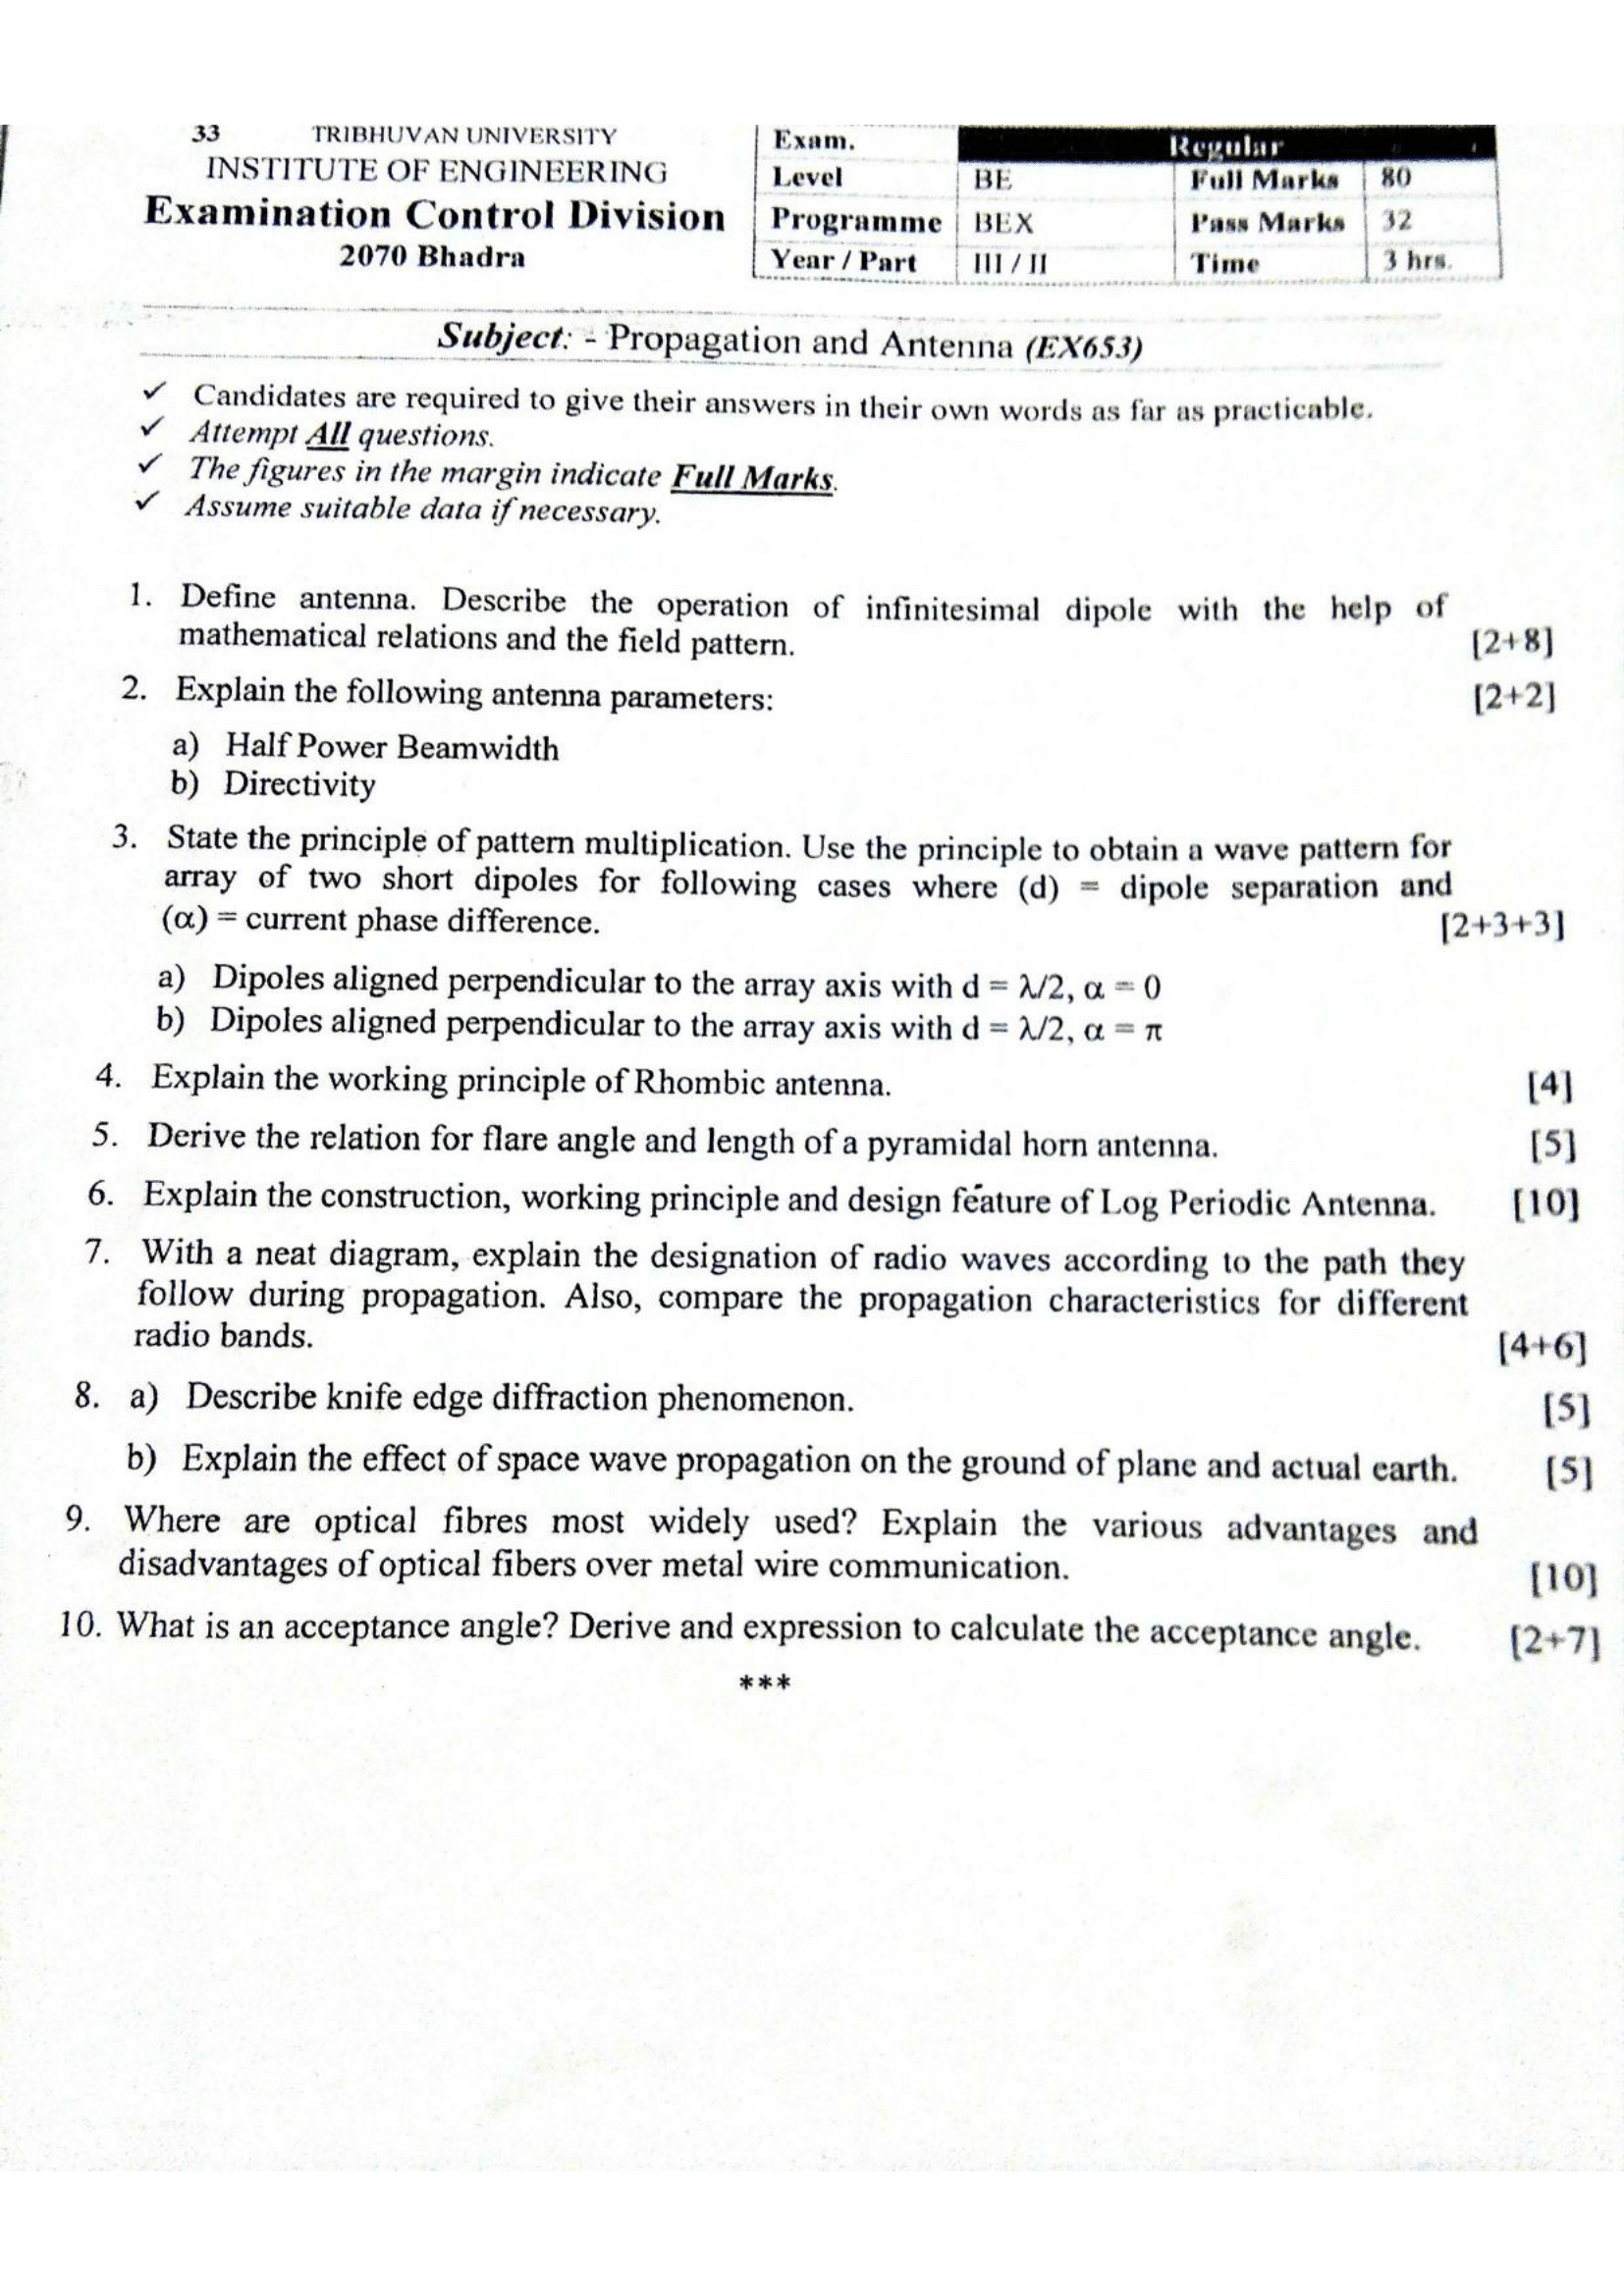 33 TRIBHUVAN UNIVERSITY
INSTITUTE OF ENGINEERING
Examination Control Division
2070 Bhadra
Exam. Regular
Level BE Full Marks 80
Programme BEX Pass Marks 32
Year / Part III / II Time 3 hrs.
Subject: - Propagation and Antenna (EX653)
✓ Candidates are required to give their answers in their own words as far as practicable.
✓ Attempt All questions.
✓ The figures in the margin indicate Full Marks.
✓ Assume suitable data if necessary.
1. Define antenna. Describe the operation of infinitesimal dipole with the help of
mathematical relations and the field pattern. [2+8]
2. Explain the following antenna parameters: [2+2]
a) Half Power Beamwidth
b) Directivity
3. State the principle of pattern multiplication. Use the principle to obtain a wave pattern for
array of two short dipoles for following cases where (d) = dipole separation and
(α) = current phase difference. [2+3+3]
a) Dipoles aligned perpendicular to the array axis with d = λ/2, α = 0
b) Dipoles aligned perpendicular to the array axis with d = λ/2, α = π
4. Explain the working principle of Rhombic antenna. [4]
5. Derive the relation for flare angle and length of a pyramidal horn antenna. [5]
6. Explain the construction, working principle and design feature of Log Periodic Antenna. [10]
7. With a neat diagram, explain the designation of radio waves according to the path they
follow during propagation. Also, compare the propagation characteristics for different
radio bands. [4+6]
8. a) Describe knife edge diffraction phenomenon. [5]
b) Explain the effect of space wave propagation on the ground of plane and actual earth. [5]
9. Where are optical fibres most widely used? Explain the various advantages and
disadvantages of optical fibers over metal wire communication. [10]
10. What is an acceptance angle? Derive and expression to calculate the acceptance angle. [2+7]
***